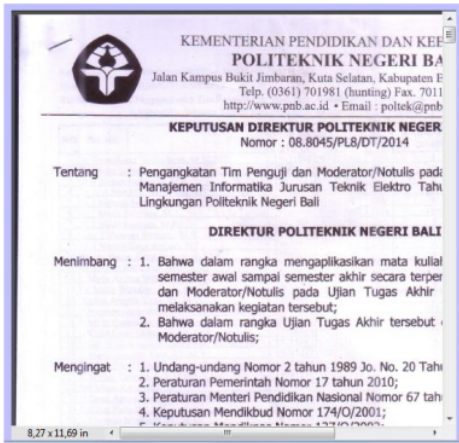 KEMENTERIAN PENDIDIKAN DAN KEB
POLITEKNIK NEGERI BA
Jalan Kampus Bukit Jimbaran, Kuta Selatan, Kabupaten B
Telp. (0361) 701981 (hunting) Fax. 7011
http://www.pnb.ac.id • Email : poltek@pnb
KEPUTUSAN DIREKTUR POLITEKNIK NEGER
Nomor : 08.8045/PL8/DT/2014
Tentang : Pengangkatan Tim Penguji dan Moderator/Notulis pada
Manajemen Informatika Jurusan Teknik Elektro Tahu
Lingkungan Politeknik Negeri Bali
DIREKTUR POLITEKNIK NEGERI BALI
Menimbang : 1. Bahwa dalam rangka mengaplikasikan mata kuliah
semester awal sampai semester akhir secara terper
dan Moderator/Notulis pada Ujian Tugas Akhir
melaksanakan kegiatan tersebut;
2. Bahwa dalam rangka Ujian Tugas Akhir tersebut
Moderator/Notulis;
Mengingat : 1. Undang-undang Nomor 2 tahun 1989 Jo. No. 20 Tahu
2. Peraturan Pemerintah Nomor 17 tahun 2010;
3. Peraturan Menteri Pendidikan Nasional Nomor 67 tah
4. Keputusan Mendikbud Nomor 174/O/2001;
8,27 x 11,69 in